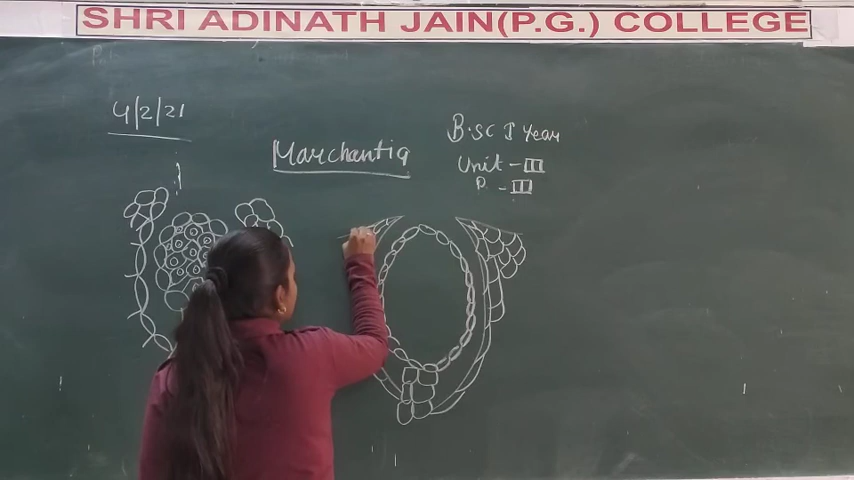 SHRI ADINATH JAIN(P.G.) COLLEGE
4/2/21
B.SC I Year
Marchantia
Unit - III
P. - III